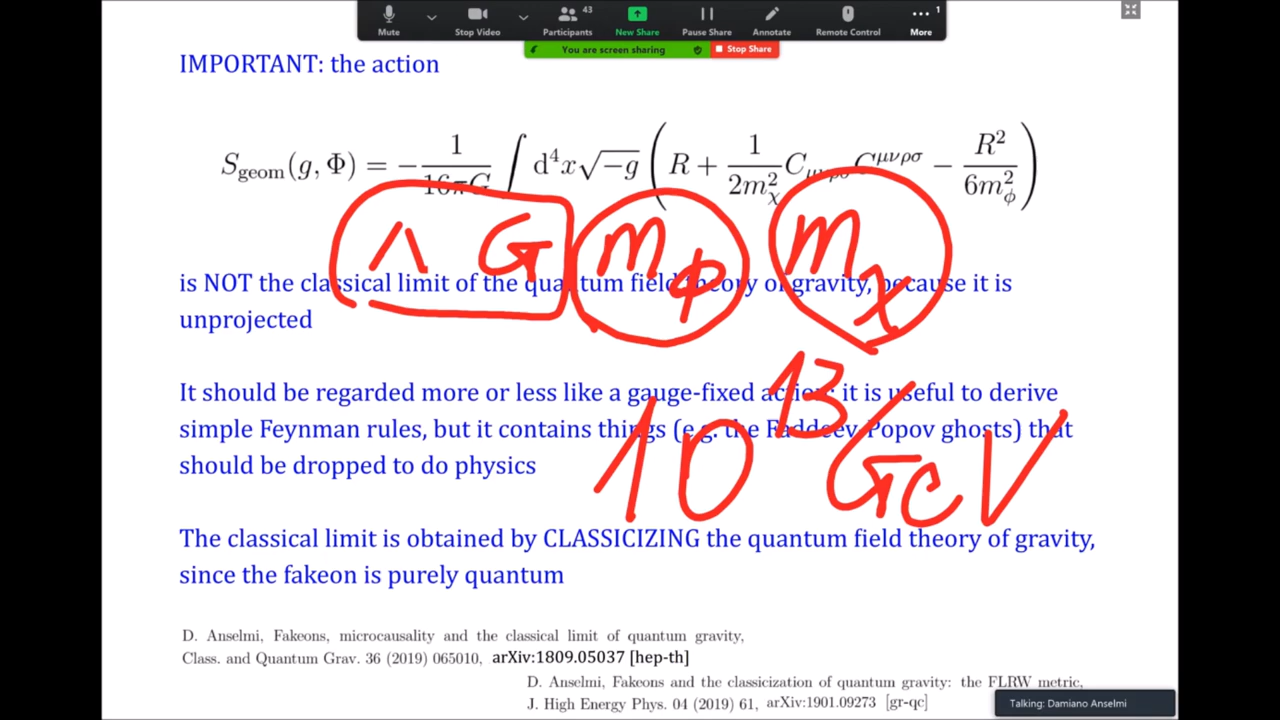 43
1
Mute
Stop Video
Participants
New Share
Pause Share
Annotate
Remote Control
More
You are screen sharing
Stop Share
IMPORTANT: the action
S_geom(g, Φ) = −1/16πG ∫ d⁴x√−g ( R + 1/2m²_χ C_μνρσ C^μνρσ − R²/6m²_ϕ )
Λ G m_ϕ m_χ
is NOT the classical limit of the quantum field theory of gravity, because it is
unprojected
It should be regarded more or less like a gauge-fixed action: it is useful to derive
simple Feynman rules, but it contains things (e.g. the Faddeev-Popov ghosts) that
should be dropped to do physics
10¹³ GeV
The classical limit is obtained by CLASSICIZING the quantum field theory of gravity,
since the fakeon is purely quantum
D. Anselmi, Fakeons, microcausality and the classical limit of quantum gravity,
Class. and Quantum Grav. 36 (2019) 065010, arXiv:1809.05037 [hep-th]
D. Anselmi, Fakeons and the classicization of quantum gravity: the FLRW metric,
J. High Energy Phys. 04 (2019) 61, arXiv:1901.09273 [gr-qc]
Talking: Damiano Anselmi